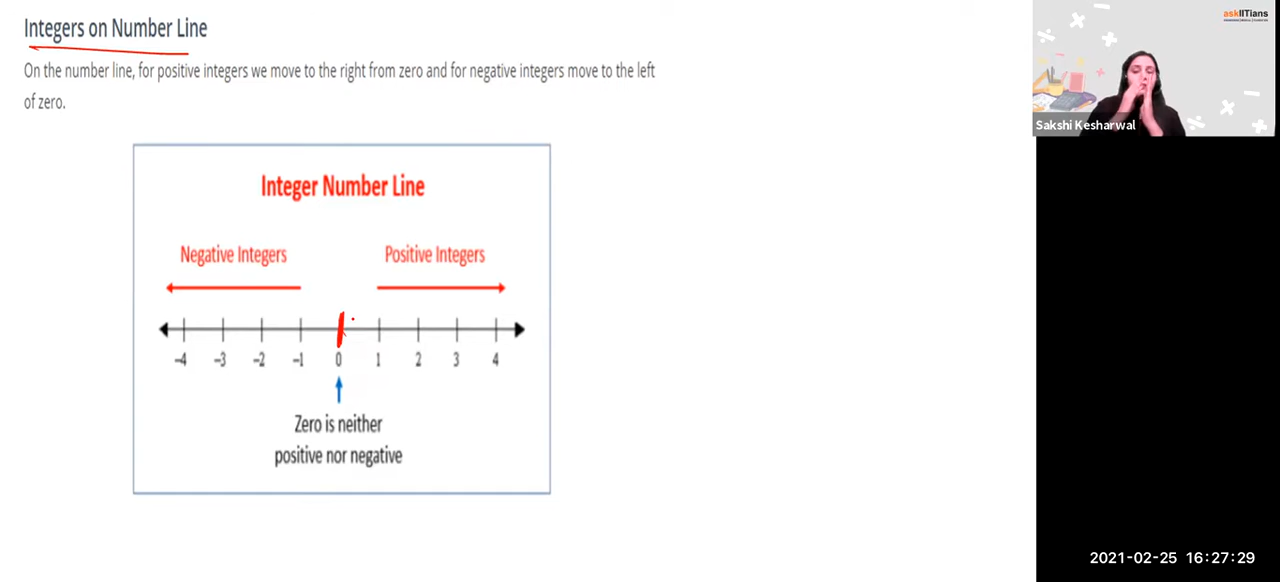 Integers on Number Line
On the number line, for positive integers we move to the right from zero and for negative integers move to the left
of zero.
Integer Number Line
Negative Integers Positive Integers
–4 –3 –2 –1 0 1 2 3 4
Zero is neither
positive nor negative
askIITians
Sakshi Kesharwal
2021-02-25 16:27:29